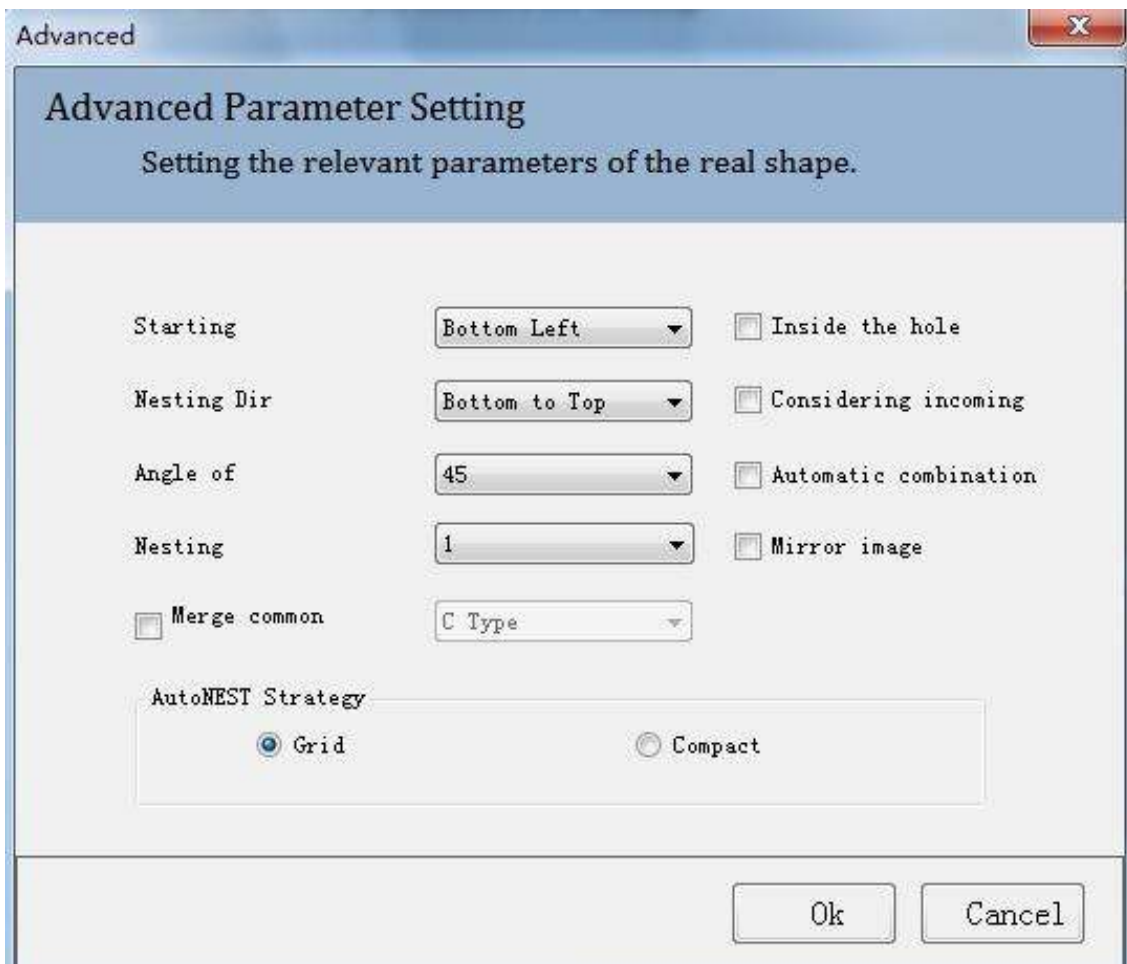 Advanced
Advanced Parameter Setting
Setting the relevant parameters of the real shape.
Starting
Bottom Left
Inside the hole
Nesting Dir
Bottom to Top
Considering incoming
Angle of
45
Automatic combination
Nesting
1
Mirror image
Merge common
C Type
AutoNEST Strategy
Grid
Compact
Ok
Cancel